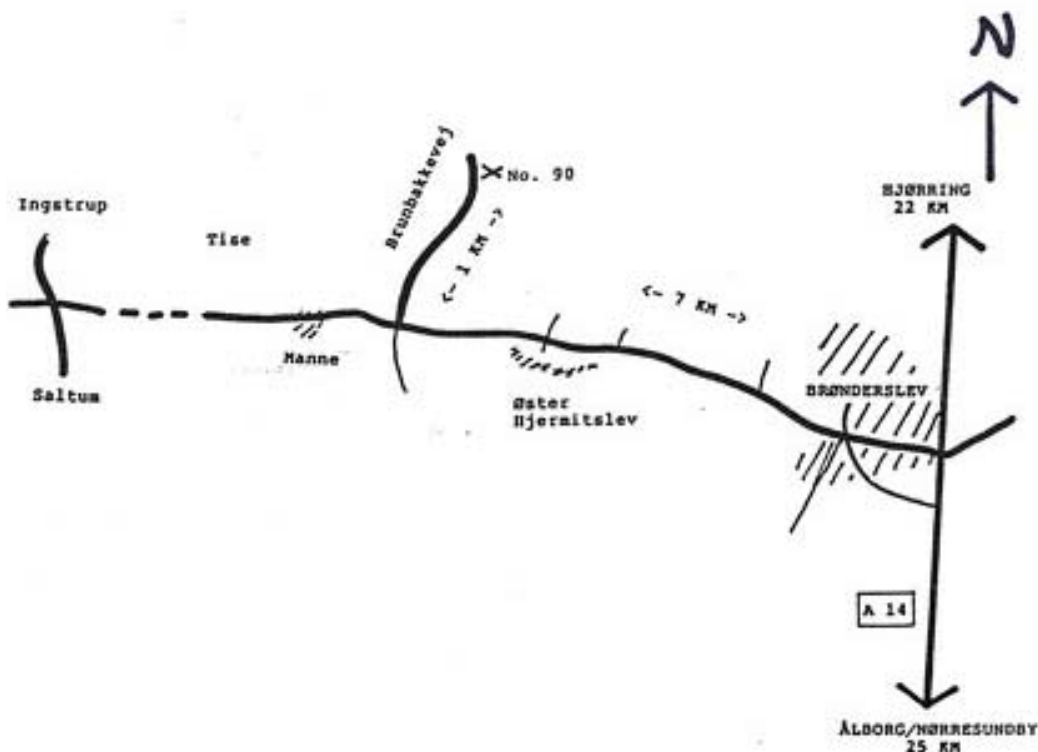 N
HJØRRING
22 KM
Brunbakkevej
No. 90
Ingstrup
Tise
<- 1 KM ->
<- 7 KM ->
Manne
Saltum
Øster
Hjermitslev
BRØNDERSLEV
A 14
ÅLBORG/NØRRESUNDBY
25 KM